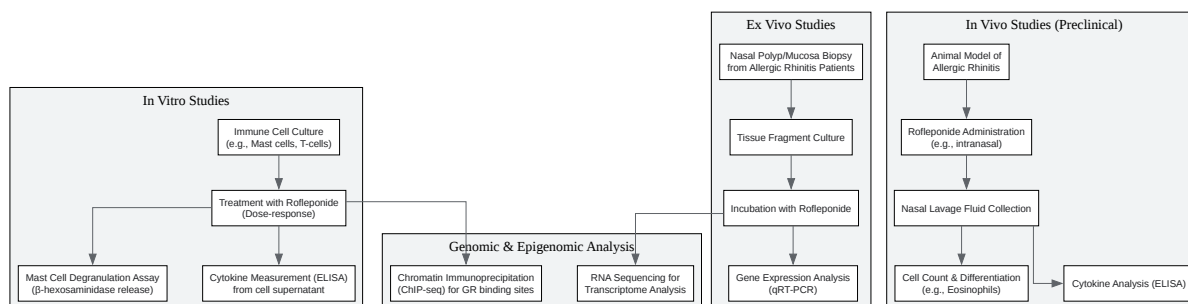 In Vitro Studies
Immune Cell Culture
(e.g., Mast cells, T-cells)
Treatment with Rofleponide
(Dose-response)
Mast Cell Degranulation Assay
(β-hexosaminidase release)
Cytokine Measurement (ELISA)
from cell supernatant
Genomic & Epigenomic Analysis
Chromatin Immunoprecipitation
(ChIP-seq) for GR binding sites
RNA Sequencing for
Transcriptome Analysis
Ex Vivo Studies
Nasal Polyp/Mucosa Biopsy
from Allergic Rhinitis Patients
Tissue Fragment Culture
Incubation with Rofleponide
Gene Expression Analysis
(qRT-PCR)
In Vivo Studies (Preclinical)
Animal Model of
Allergic Rhinitis
Rofleponide Administration
(e.g., intranasal)
Nasal Lavage Fluid Collection
Cell Count & Differentiation
(e.g., Eosinophils)
Cytokine Analysis (ELISA)